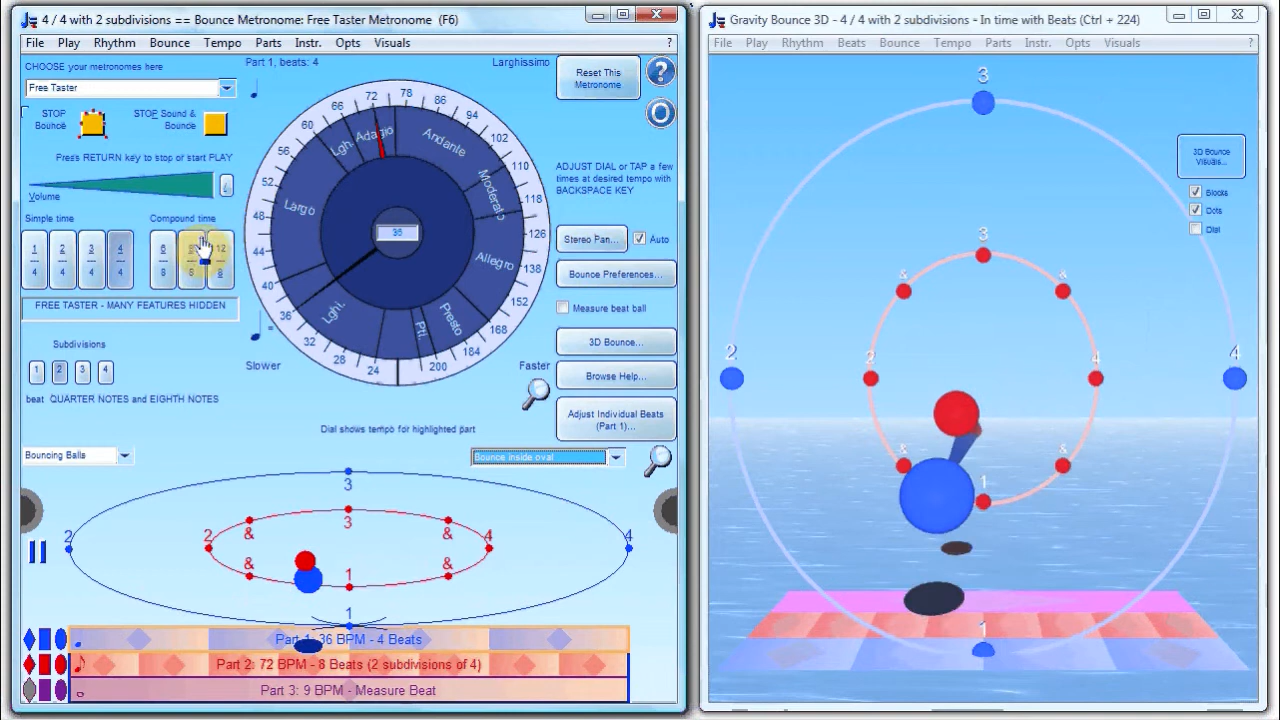 4 / 4 with 2 subdivisions == Bounce Metronome: Free Taster Metronome (F6)
File Play Rhythm Bounce Tempo Parts Instr. Opts Visuals ?
CHOOSE your metronomes here
Free Taster
STOP
Bounce
STOP Sound &
Bounce
Press RETURN key to stop or start PLAY
Volume
Simple time
Compound time
1 2 3 4 6 12
4 4 4 4 8 8 8
FREE TASTER - MANY FEATURES HIDDEN
Subdivisions
1 2 3 4
beat QUARTER NOTES and EIGHTH NOTES
Part 1, beats: 4
Larghissimo
24 28 32 36 40 44 48 52 56 60 66 72 78 86 94 102 110 118 126 138 152 168 184 200
Lghi. Largo Lgh. Adagio Andante Moderato Allegro Presto Ptl.
36
=
Slower
Faster
Dial shows tempo for highlighted part
Reset This
Metronome
?
O
ADJUST DIAL or TAP a few
times at desired tempo with
BACKSPACE KEY
Stereo Pan...
Auto
Bounce Preferences...
Measure beat ball
3D Bounce...
Browse Help...
Adjust Individual Beats
(Part 1)...
Bouncing Balls
Bounce inside oval
3
2 2 & 3 & 4 4
& 1 &
1
Part 1: 36 BPM - 4 Beats
Part 2: 72 BPM - 8 Beats (2 subdivisions of 4)
Part 3: 9 BPM - Measure Beat
Gravity Bounce 3D - 4 / 4 with 2 subdivisions - In time with Beats (Ctrl + 224)
File Play Rhythm Beats Bounce Tempo Parts Instr. Opts Visuals ?
3
3D Bounce
Visuals...
Blocks
Dots
Dial
3
& &
2 2 4 4
& &
1
1